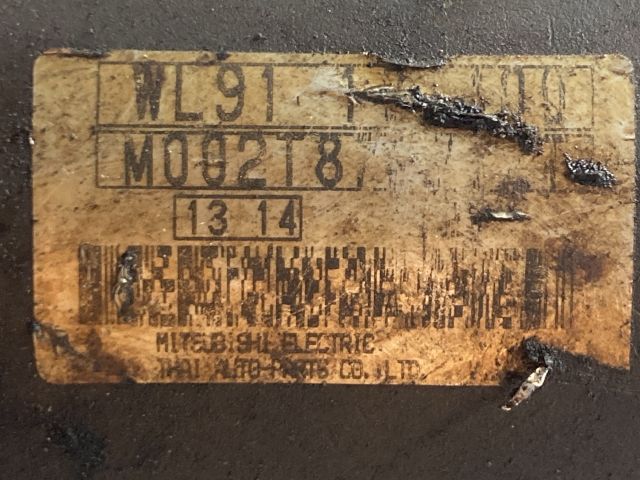 WL91
M002T8
13 14
MITSUBISHI ELECTRIC
THAI AUTO-PARTS CO.,LTD.